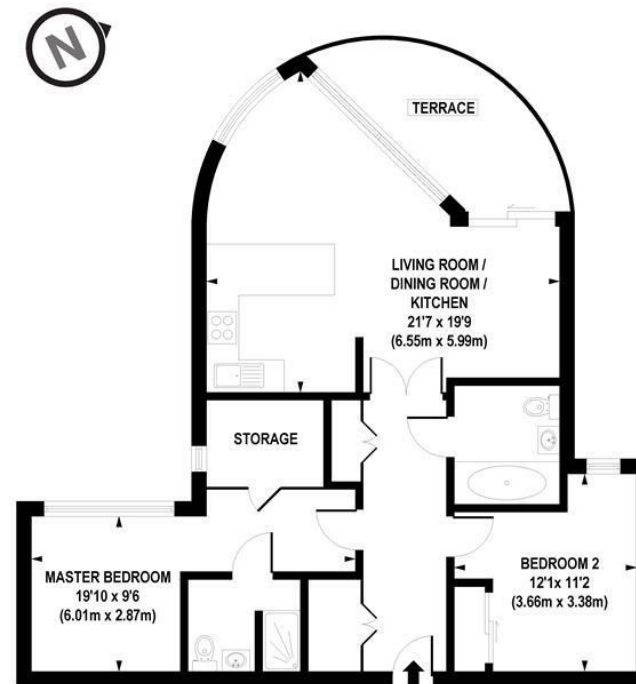 N
TERRACE
LIVING ROOM /
DINING ROOM /
KITCHEN
21'7 x 19'9
(6.55m x 5.99m)
STORAGE
MASTER BEDROOM
19'10 x 9'6
(6.01m x 2.87m)
BEDROOM 2
12'1x 11'2
(3.66m x 3.38m)